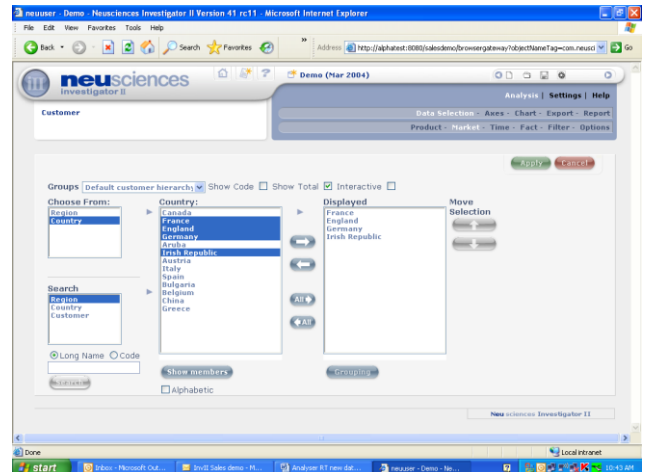 neuuser - Demo - Neusciences Investigator II Version 41 rc11 - Microsoft Internet Explorer
File Edit View Favorites Tools Help
Back Search Favorites » Address http://alphatest:8080/salesdemo/browsergateway?objectNameTag=com.neusci Go
neusciences
investigator II
Demo (Mar 2004)
Analysis | Settings | Help
Customer
Data Selection - Axes - Chart - Export - Report
Product - Market - Time - Fact - Filter - Options
Apply Cancel
Groups Default customer hierarchy Show Code Show Total Interactive
Choose From: Country: Displayed Move Selection
Region
Country
Canada
France
England
Germany
Aruba
Irish Republic
Austria
Italy
Spain
Bulgaria
Belgium
China
Greece
France
England
Germany
Irish Republic
All
All
Search
Region
Country
Customer
Long Name Code
Show members
Grouping
Alphabetic
Neusciences Investigator II
Done Local intranet
start Inbox - Microsoft Out... InvII Sales demo - M... Analyser RT new dat... neuuser - Demo - Ne... 10:43 AM